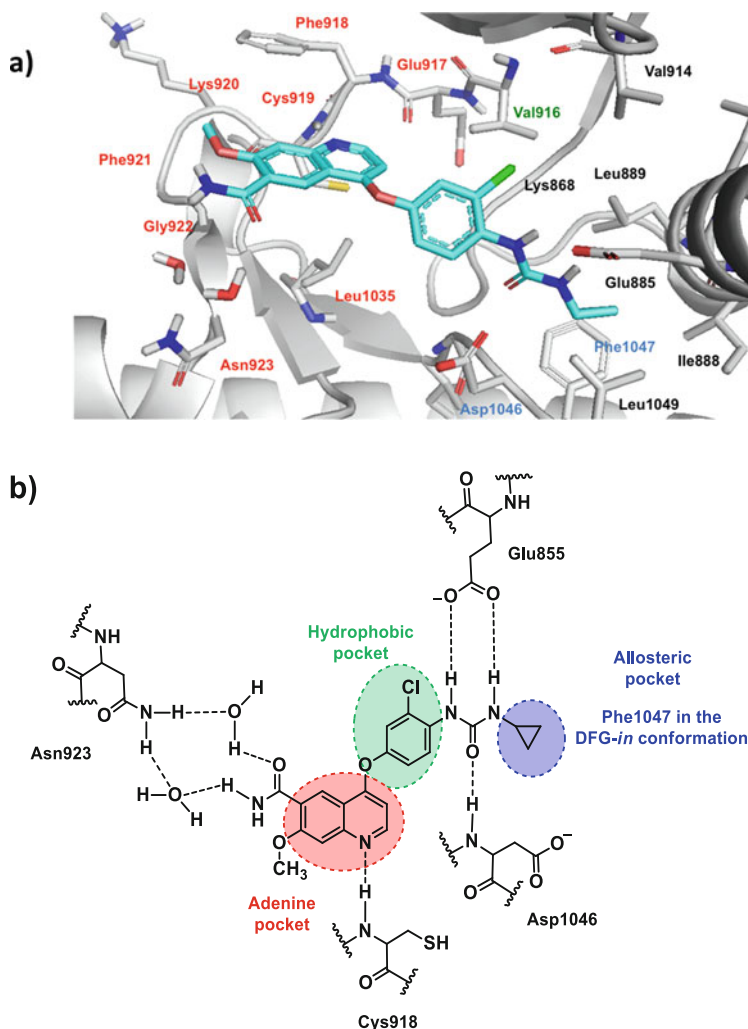 a)
Phe918
Glu917
Val914
Lys920
Cys919
Val916
Phe921
Lys868
Leu889
Gly922
Glu885
Leu1035
Phe1047
Ile888
Asn923
Asp1046
Leu1049
b)
O
NH
Glu855
–O
O
Hydrophobic
pocket
Allosteric
pocket
NH
O
H
H
H
Cl
Phe1047 in the
DFG-in conformation
O
N–H
O
H
N
N
Asn923
H
H
O
O
H
O
H–O
H
N
H
O
H
H
N
O
N
O–
CH3
O
O
Adenine
pocket
H
Asp1046
N
SH
O
Cys918